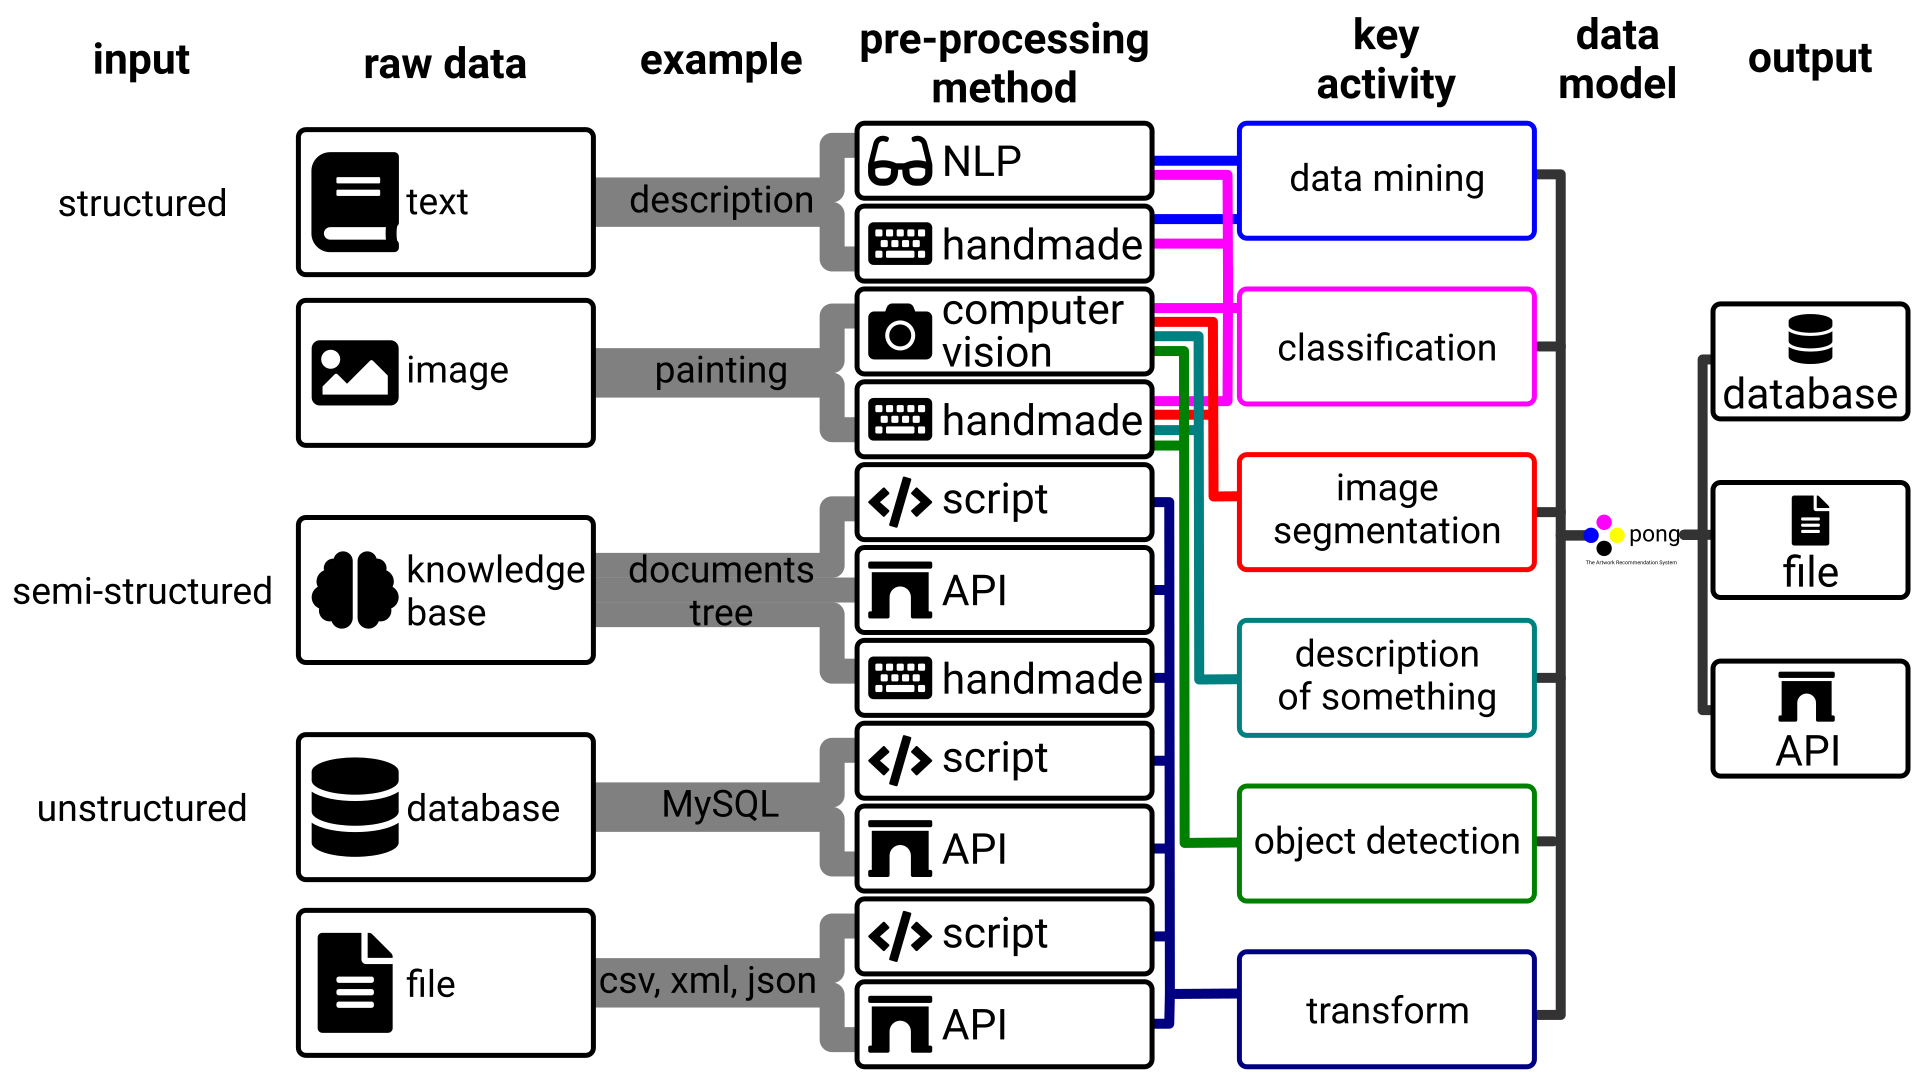 input
raw data
example
pre-processing
method
key
activity
data
model
output
structured
text
description
NLP
handmade
data mining
image
painting
computer
vision
handmade
classification
semi-structured
knowledge
base
documents
tree
script
API
handmade
image
segmentation
description
of something
unstructured
database
MySQL
script
API
object detection
file
csv, xml, json
script
API
transform
pong
The Artwork Recommendation System
database
file
API